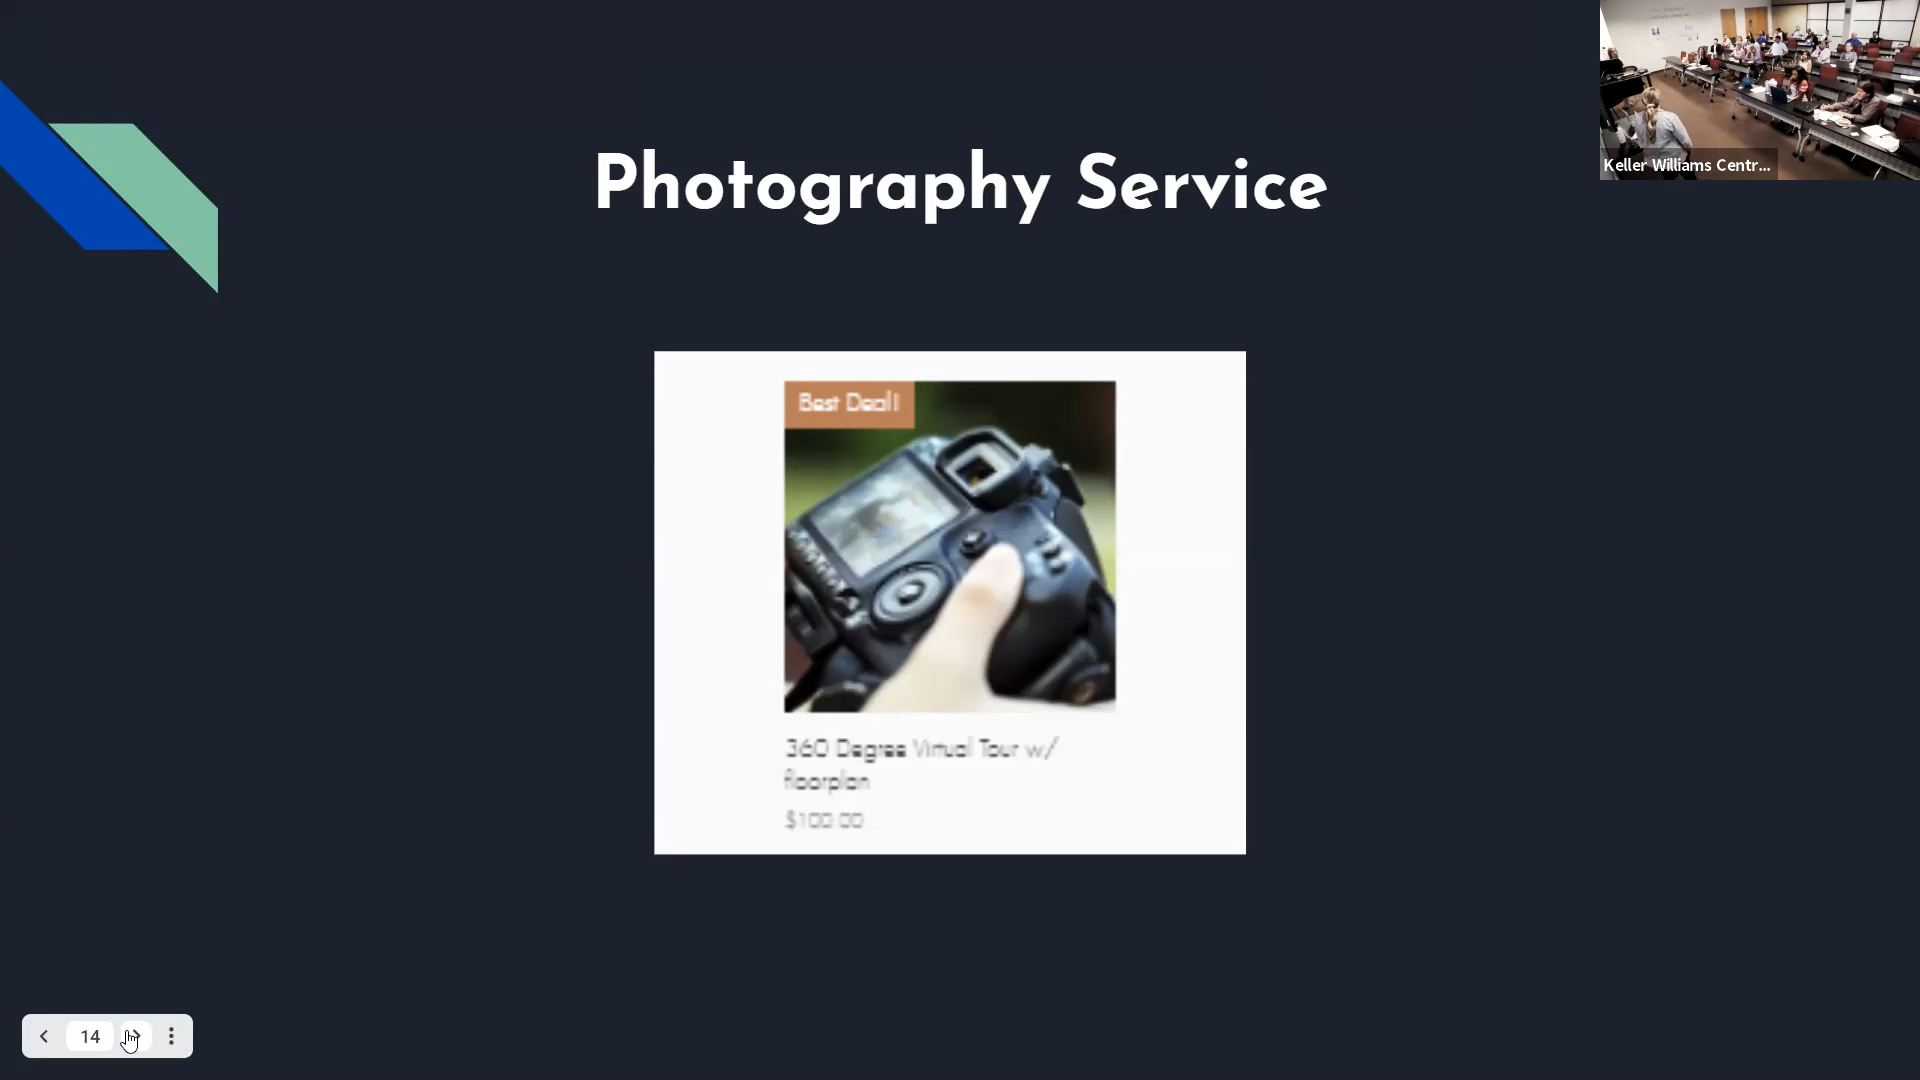 Photography Service
Keller Williams Centr...
Best Deal!
360 Degree Virtual Tour w/
floorplan
$100.00
14